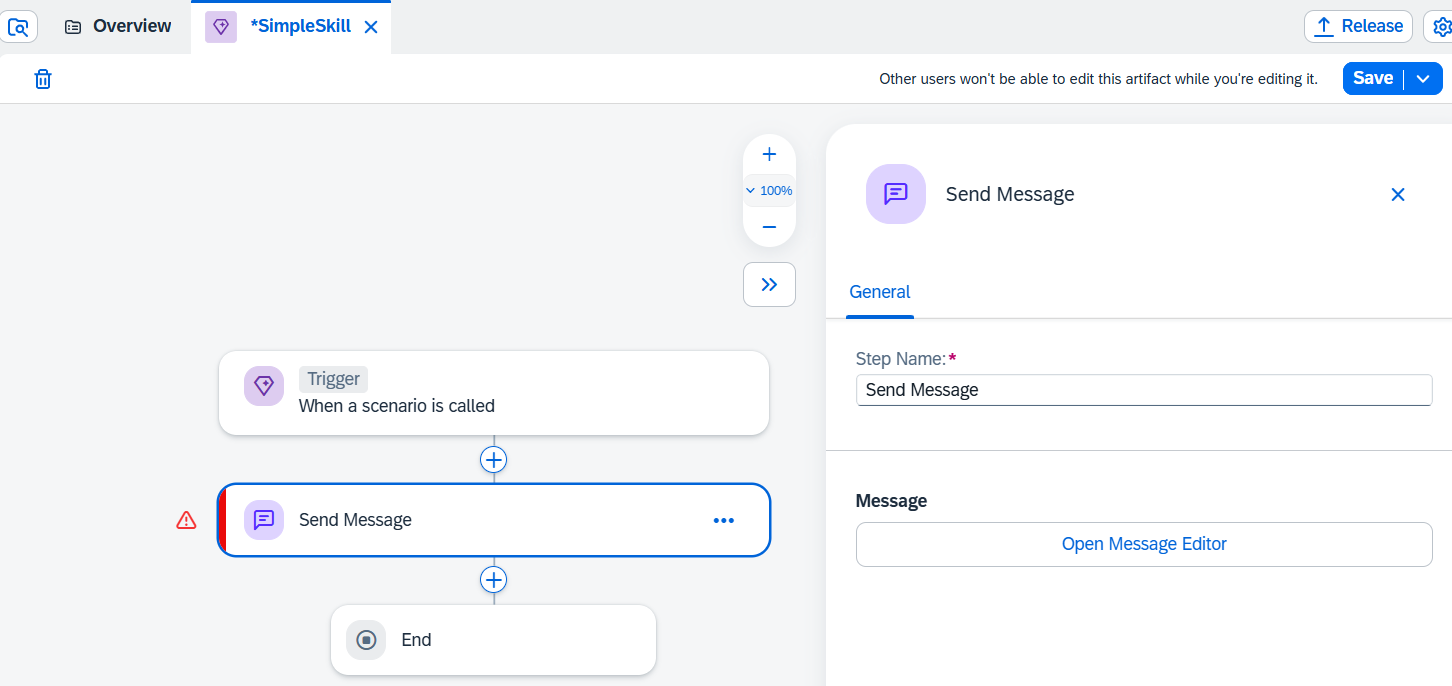 Overview
*SimpleSkill
Release
Other users won't be able to edit this artifact while you're editing it.
Save
100%
Send Message
General
Step Name:*
Send Message
Message
Open Message Editor
Trigger
When a scenario is called
Send Message
End